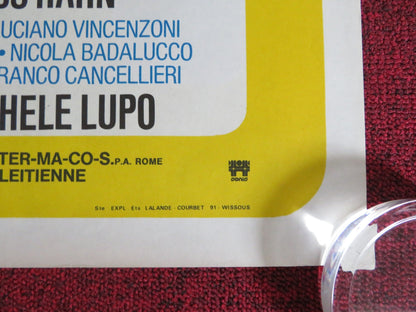 LUCIANO VINCENZONI
• NICOLA BADALUCCO
FRANCO CANCELLIERI
HELE LUPO
TER-MA-CO-S.P.A. ROME
LEITIENNE
Ste EXPL. Ets LALANDE - COURBET 91 - WISSOUS